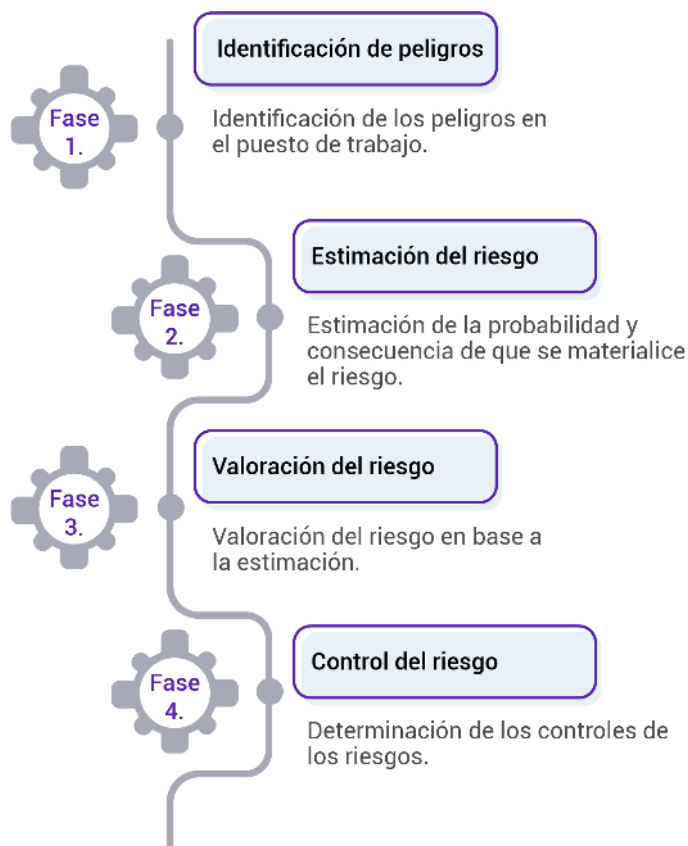 Identificación de peligros
Fase
1.
Identificación de los peligros en
el puesto de trabajo.
Estimación del riesgo
Fase
2.
Estimación de la probabilidad y
consecuencia de que se materialice
el riesgo.
Valoración del riesgo
Fase
3.
Valoración del riesgo en base a
la estimación.
Control del riesgo
Fase
4.
Determinación de los controles de
los riesgos.